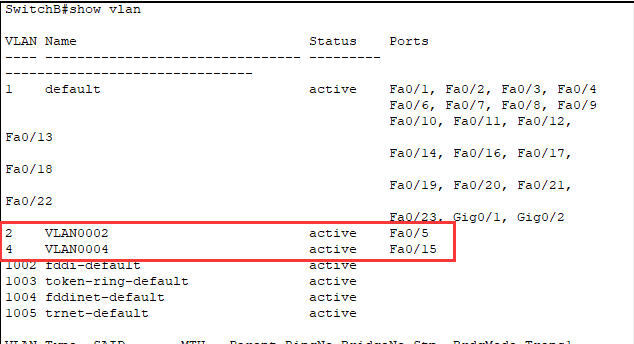 SwitchB#show vlan
VLAN Name Status Ports
---- -------------------------------- ---------
-------------------------------
1 default active Fa0/1, Fa0/2, Fa0/3, Fa0/4
Fa0/6, Fa0/7, Fa0/8, Fa0/9
Fa0/10, Fa0/11, Fa0/12,
Fa0/13
Fa0/14, Fa0/16, Fa0/17,
Fa0/18
Fa0/19, Fa0/20, Fa0/21,
Fa0/22
Fa0/23, Gig0/1, Gig0/2
2 VLAN0002 active Fa0/5
4 VLAN0004 active Fa0/15
1002 fddi-default active
1003 token-ring-default active
1004 fddinet-default active
1005 trnet-default active